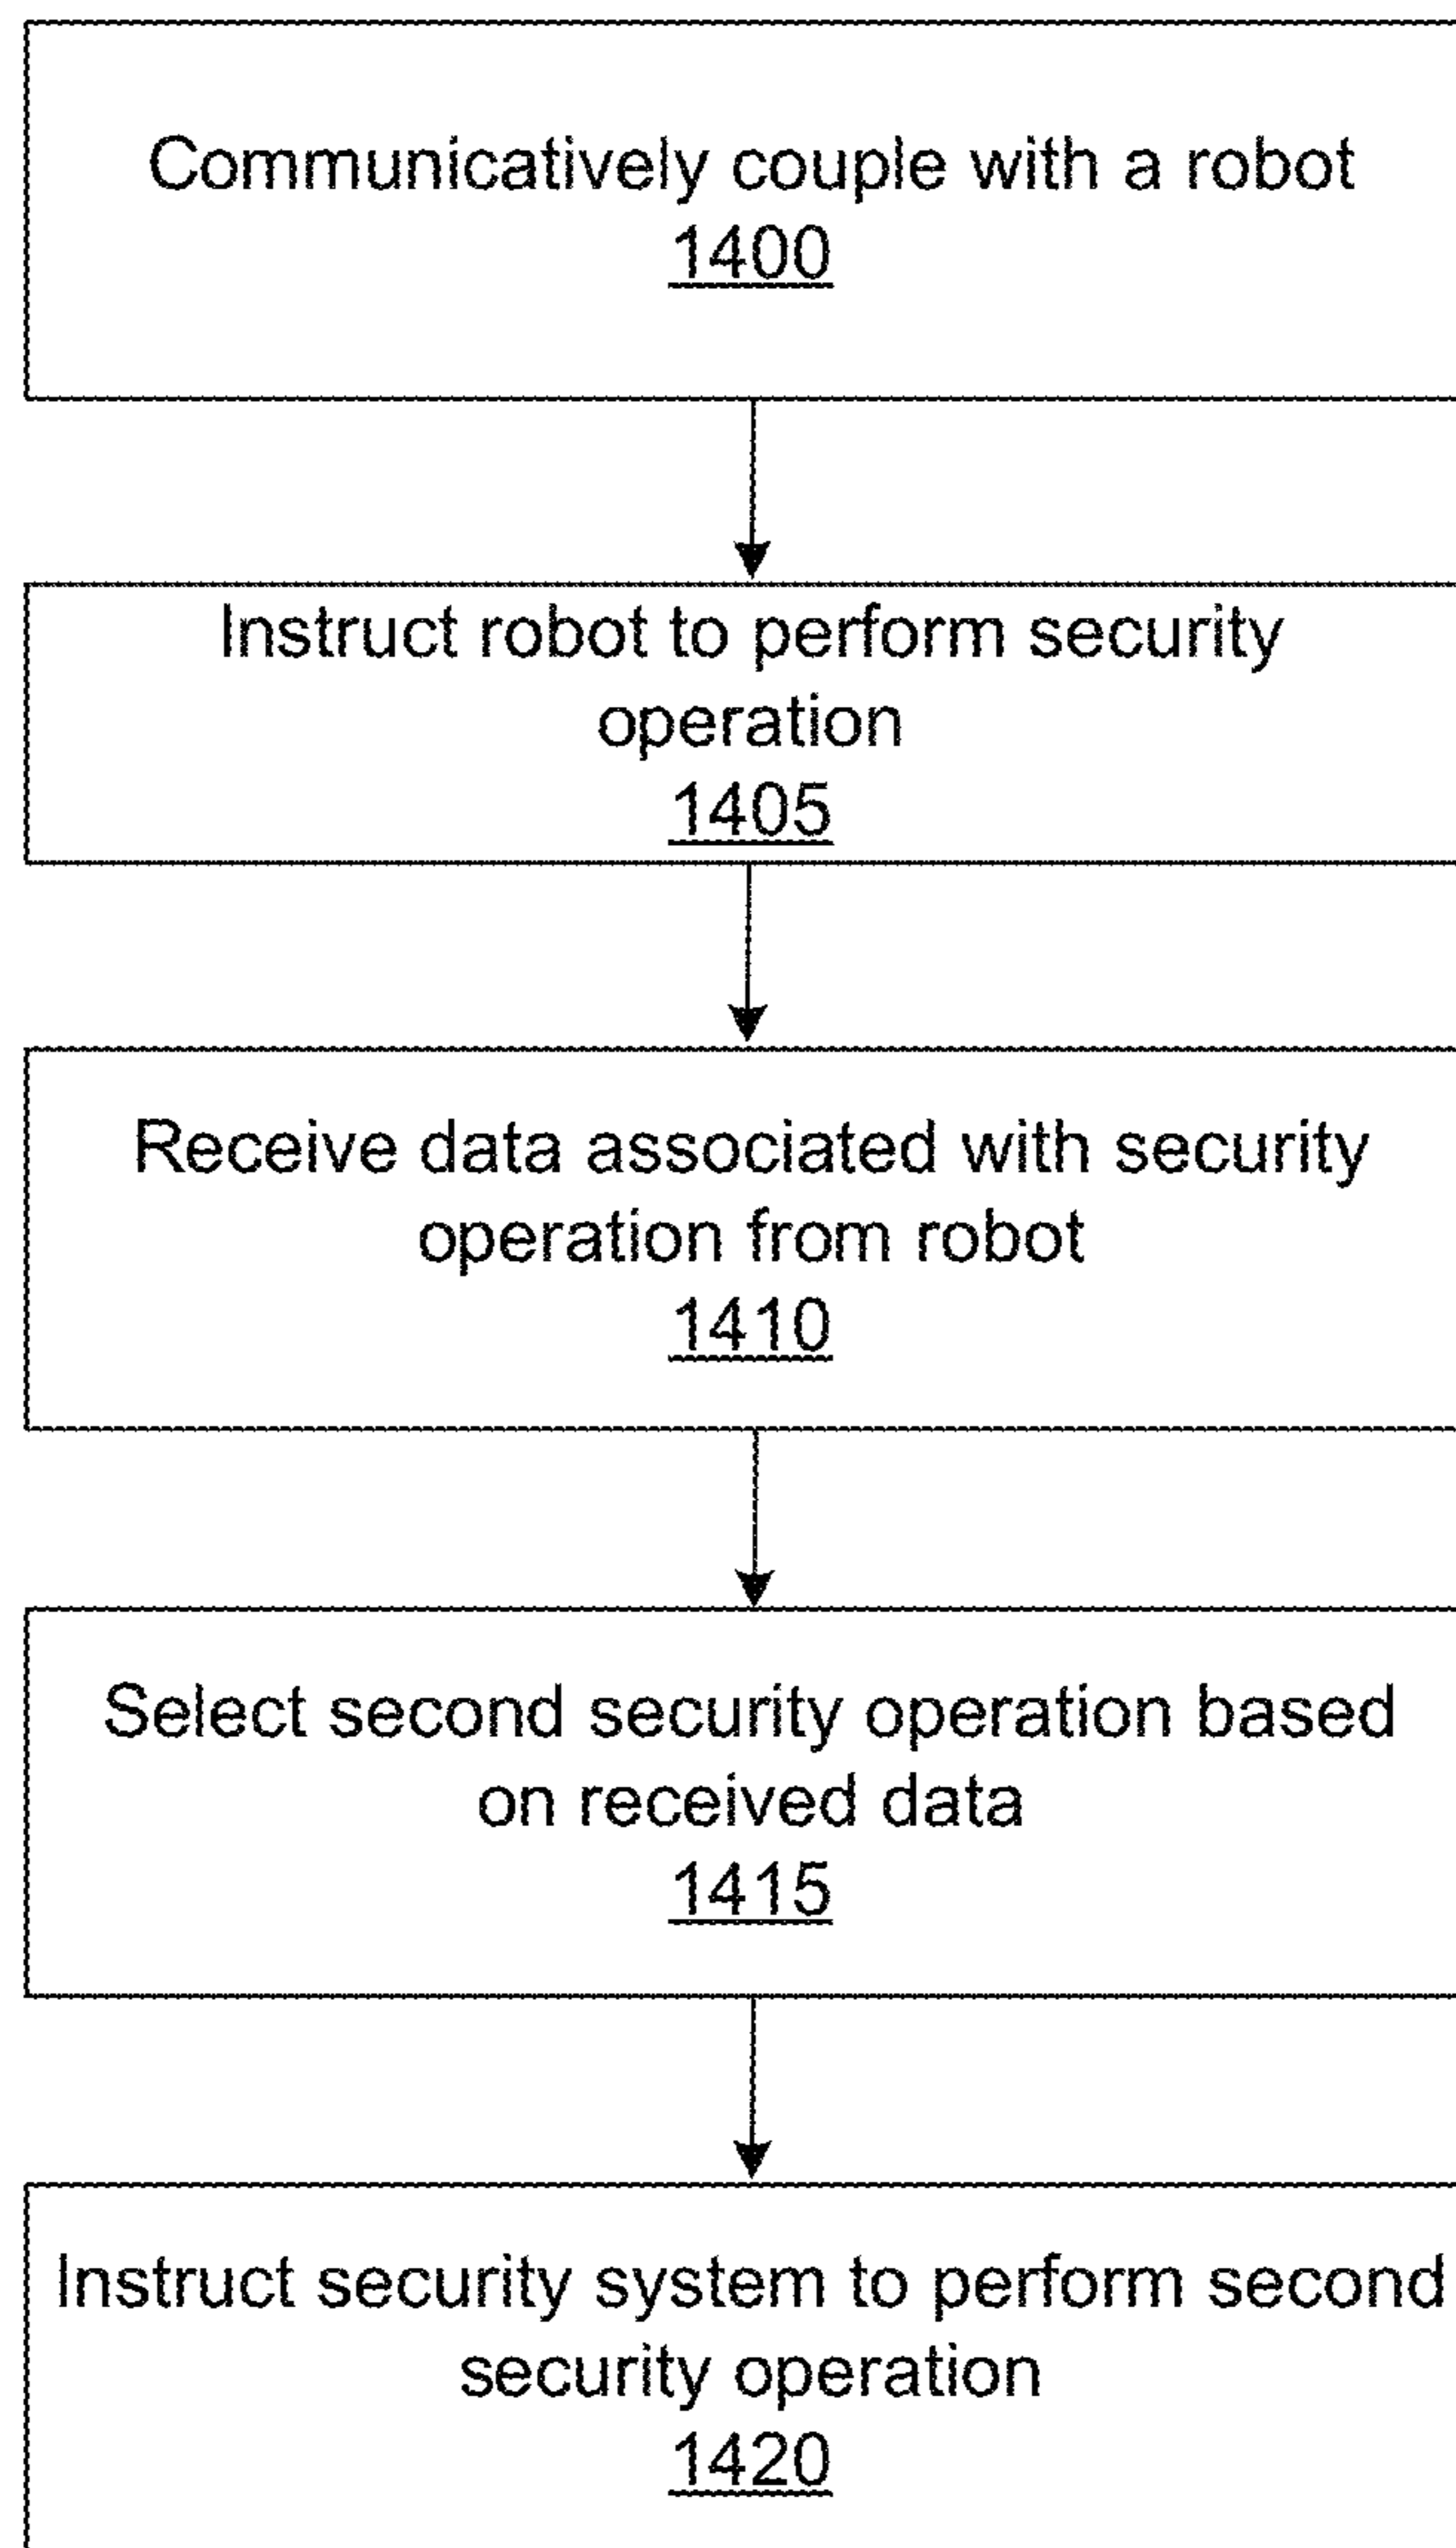 Communicatively couple with a robot
1400
Instruct robot to perform security
operation
1405
Receive data associated with security
operation from robot
1410
Select second security operation based
on received data
1415
Instruct security system to perform second
security operation
1420